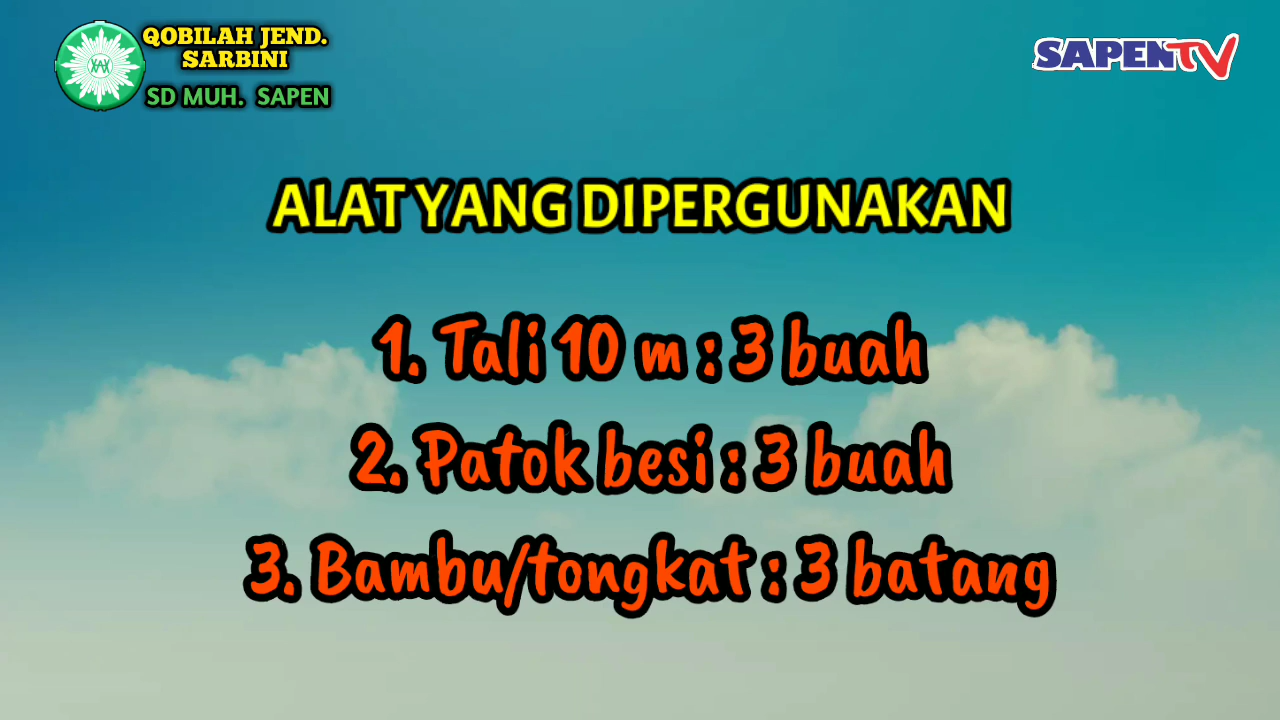 QOBILAH JEND.
SARBINI
SD MUH. SAPEN
SAPENTV
ALAT YANG DIPERGUNAKAN
1. Tali 10 m : 3 buah
2. Patok besi : 3 buah
3. Bambu/tongkat : 3 batang